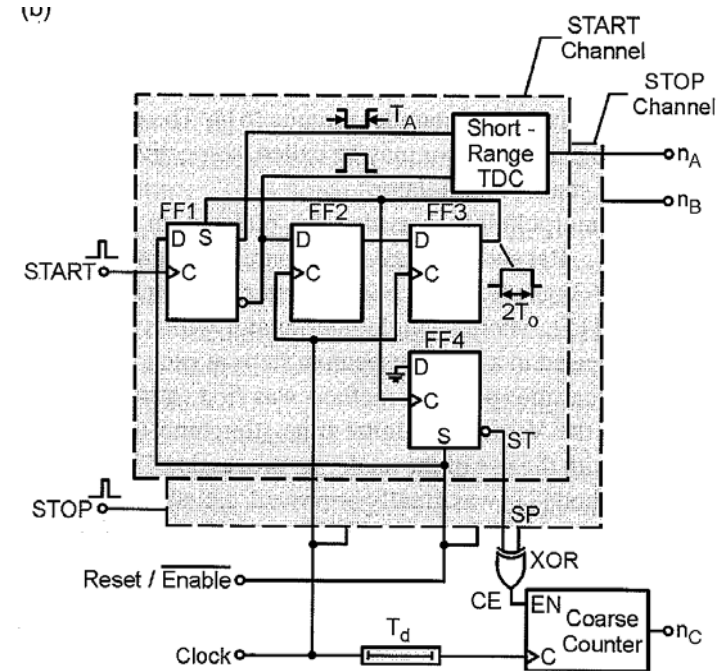 (b)
START
Channel
STOP
Channel
T_A
Short -
Range
TDC
n_A
n_B
FF1
FF2
FF3
D S
D
D
START
C
C
C
2T_o
FF4
D
C
S
ST
STOP
SP
XOR
Reset / Enable
CE
EN
Coarse
Counter
n_C
T_d
Clock
C